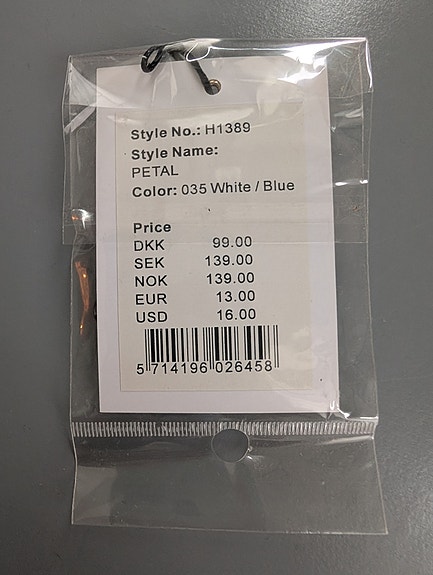 Style No.: H1389
Style Name:
PETAL
Color: 035 White / Blue
Price
DKK 99.00
SEK 139.00
NOK 139.00
EUR 13.00
USD 16.00
5 714196 026458